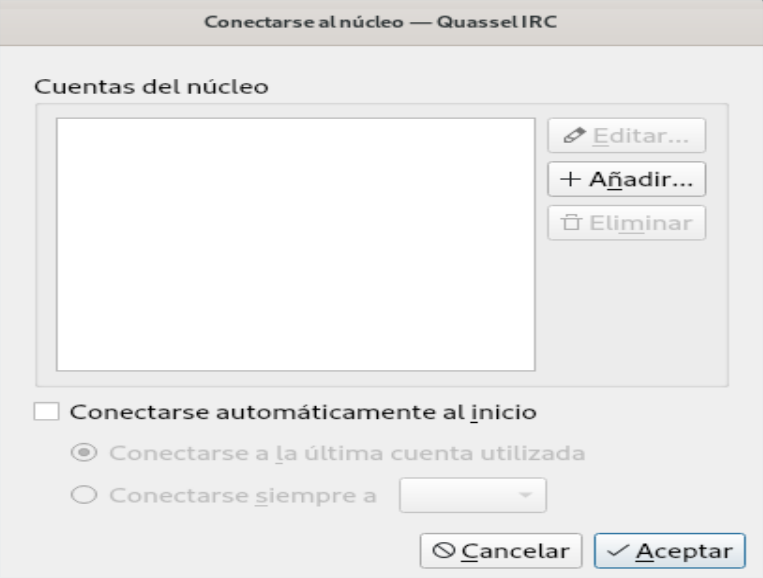 Conectarse al núcleo — Quassel IRC
Cuentas del núcleo
Editar...
Añadir...
Eliminar
Conectarse automáticamente al inicio
Conectarse a la última cuenta utilizada
Conectarse siempre a
Cancelar
Aceptar